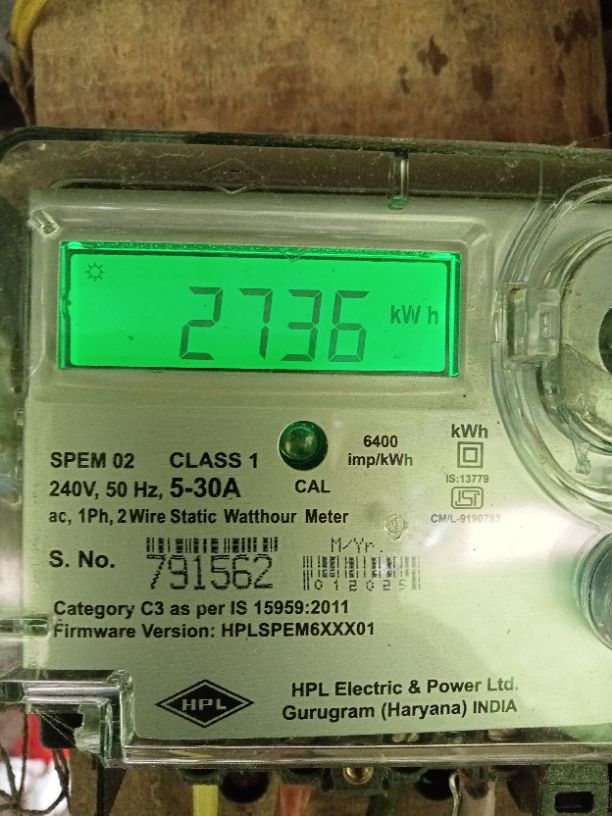 2736 kWh
SPEM 02 CLASS 1
240V, 50 Hz, 5-30A
CAL
6400
imp/kWh
kWh
IS:13779
CM/L-9190783
ac, 1Ph, 2 Wire Static Watthour Meter
S. No. 791562
M/Yr.
012025
Category C3 as per IS 15959:2011
Firmware Version: HPLSPEM6XXX01
HPL
HPL Electric & Power Ltd.
Gurugram (Haryana) INDIA